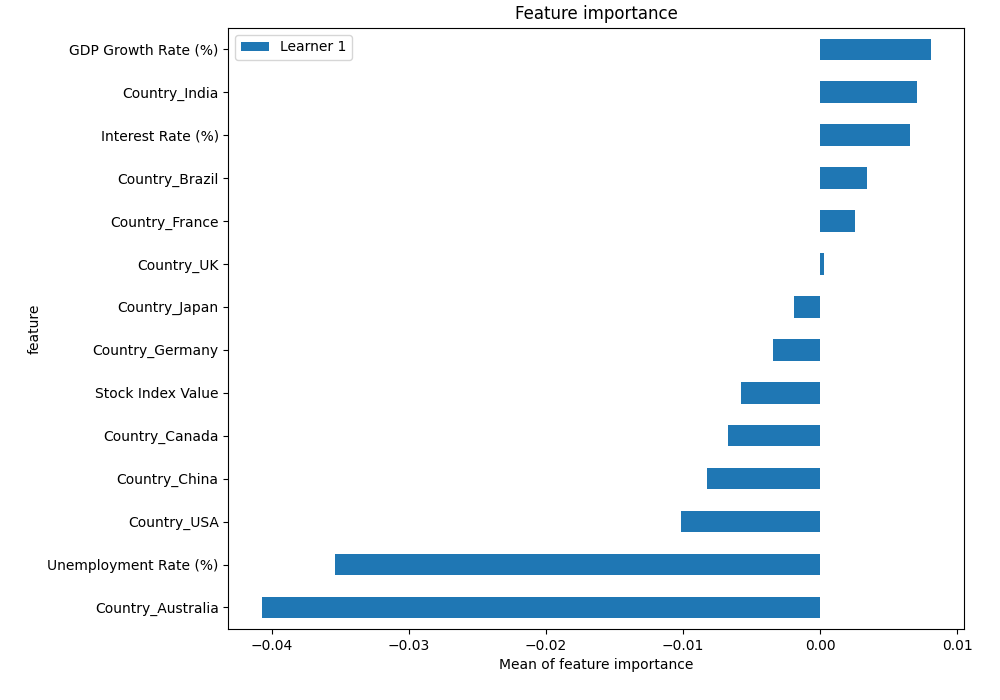 Feature importance
Learner 1
GDP Growth Rate (%)
Country_India
Interest Rate (%)
Country_Brazil
Country_France
Country_UK
Country_Japan
Country_Germany
Stock Index Value
Country_Canada
Country_China
Country_USA
Unemployment Rate (%)
Country_Australia
feature
−0.04 −0.03 −0.02 −0.01 0.00 0.01
Mean of feature importance